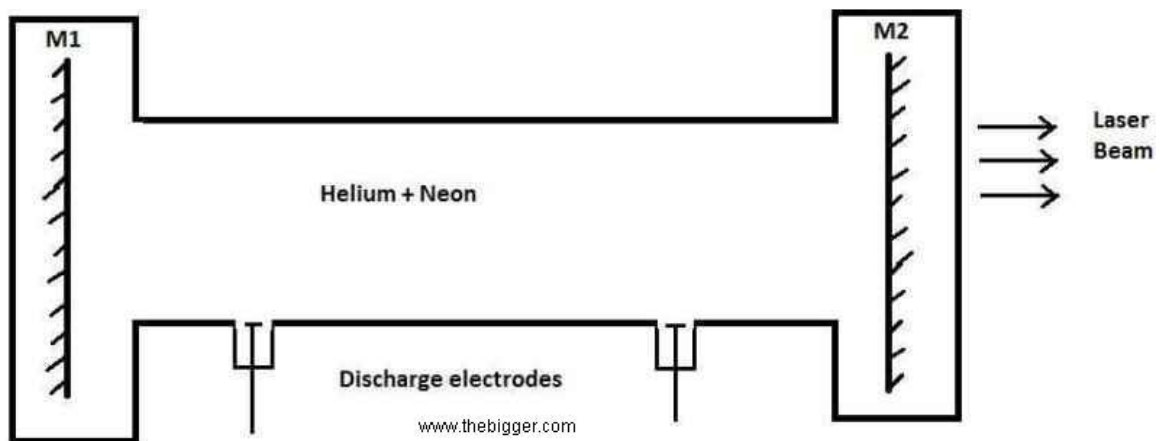 M1
M2
Laser
Beam
Helium + Neon
Discharge electrodes
www.thebigger.com